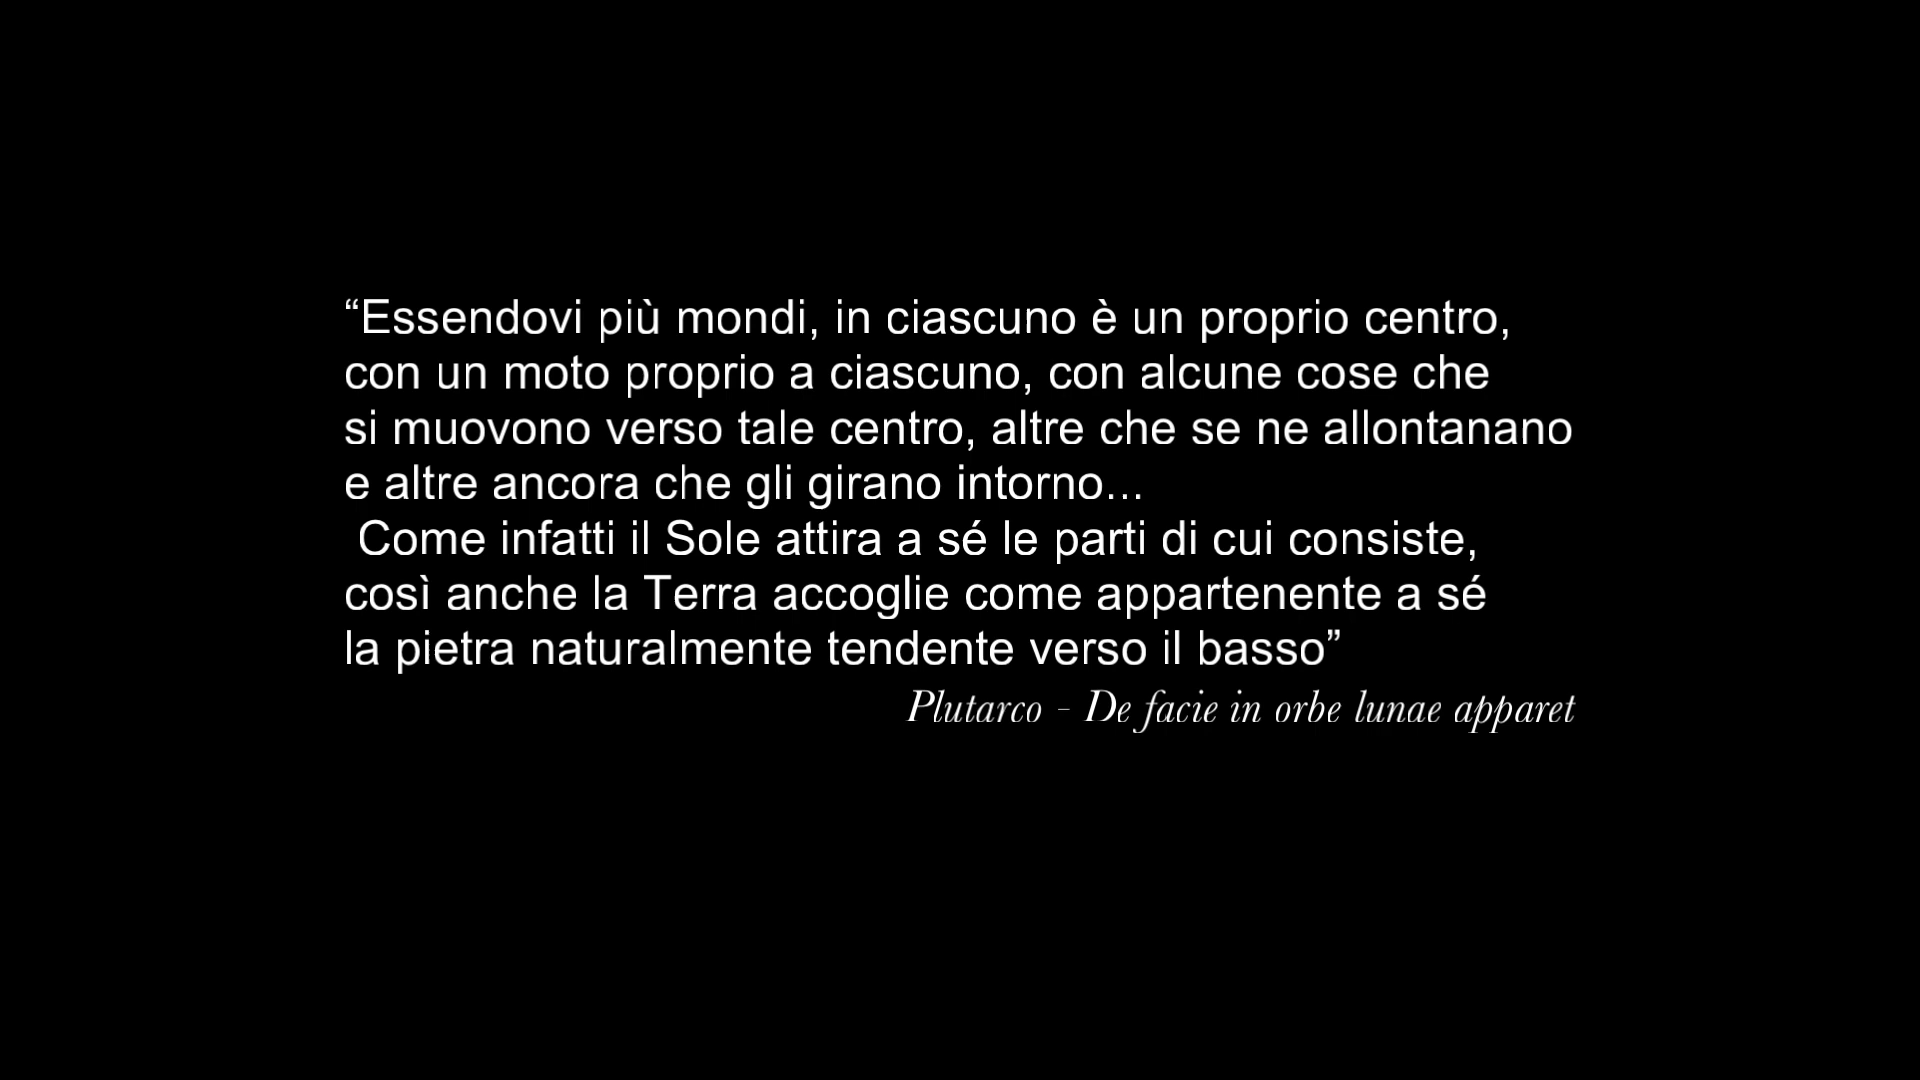 “Essendovi più mondi, in ciascuno è un proprio centro,
con un moto proprio a ciascuno, con alcune cose che
si muovono verso tale centro, altre che se ne allontanano
e altre ancora che gli girano intorno...
Come infatti il Sole attira a sé le parti di cui consiste,
così anche la Terra accoglie come appartenente a sé
la pietra naturalmente tendente verso il basso”
Plutarco - De facie in orbe lunae apparet